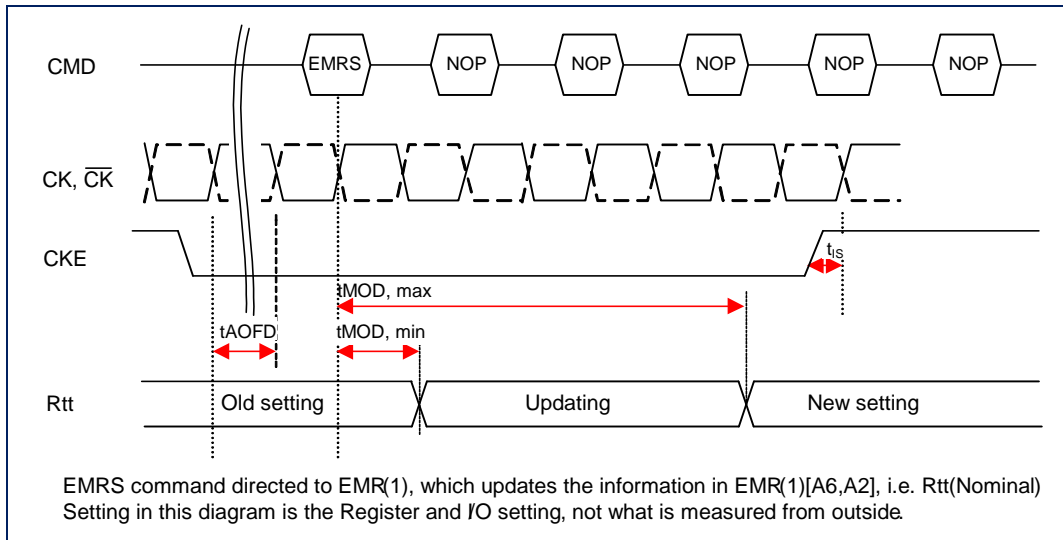 CMD EMRS NOP NOP NOP NOP NOP
CK, CK
CKE
tIS
tMOD, max
tAOFD tMOD, min
Rtt Old setting Updating New setting
EMRS command directed to EMR(1), which updates the information in EMR(1)[A6,A2], i.e. Rtt(Nominal)
Setting in this diagram is the Register and I/O setting, not what is measured from outside.